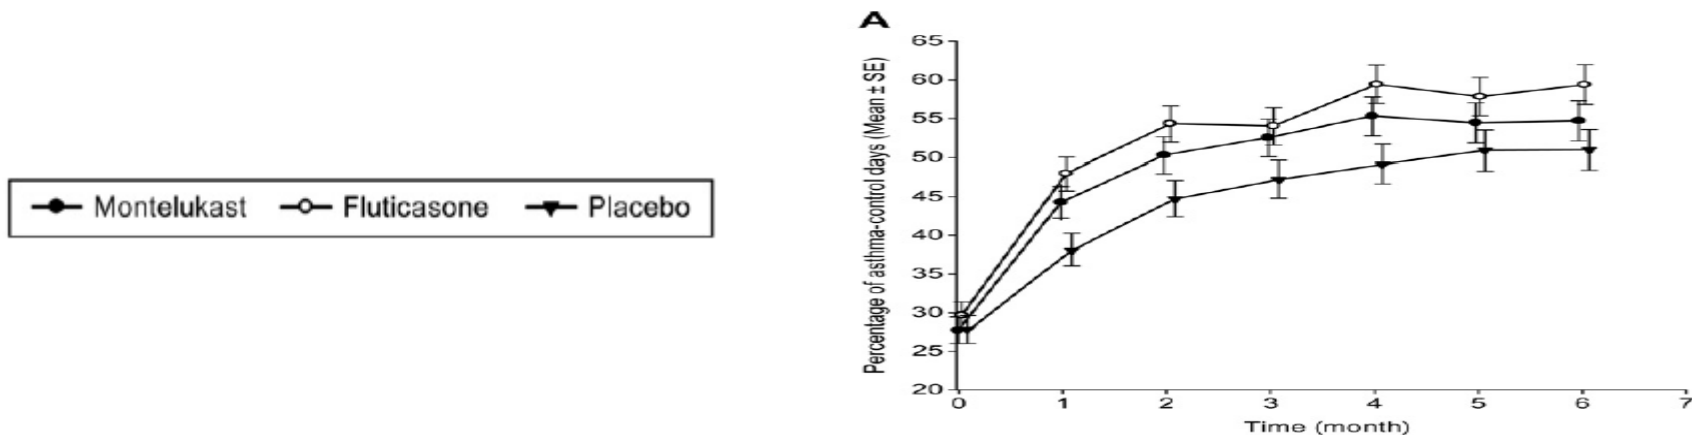 Montelukast Fluticasone Placebo
A
Percentage of asthma-control days (Mean ± SE)
65
60
55
50
45
40
35
30
25
20
0 1 2 3 4 5 6 7
Time (month)